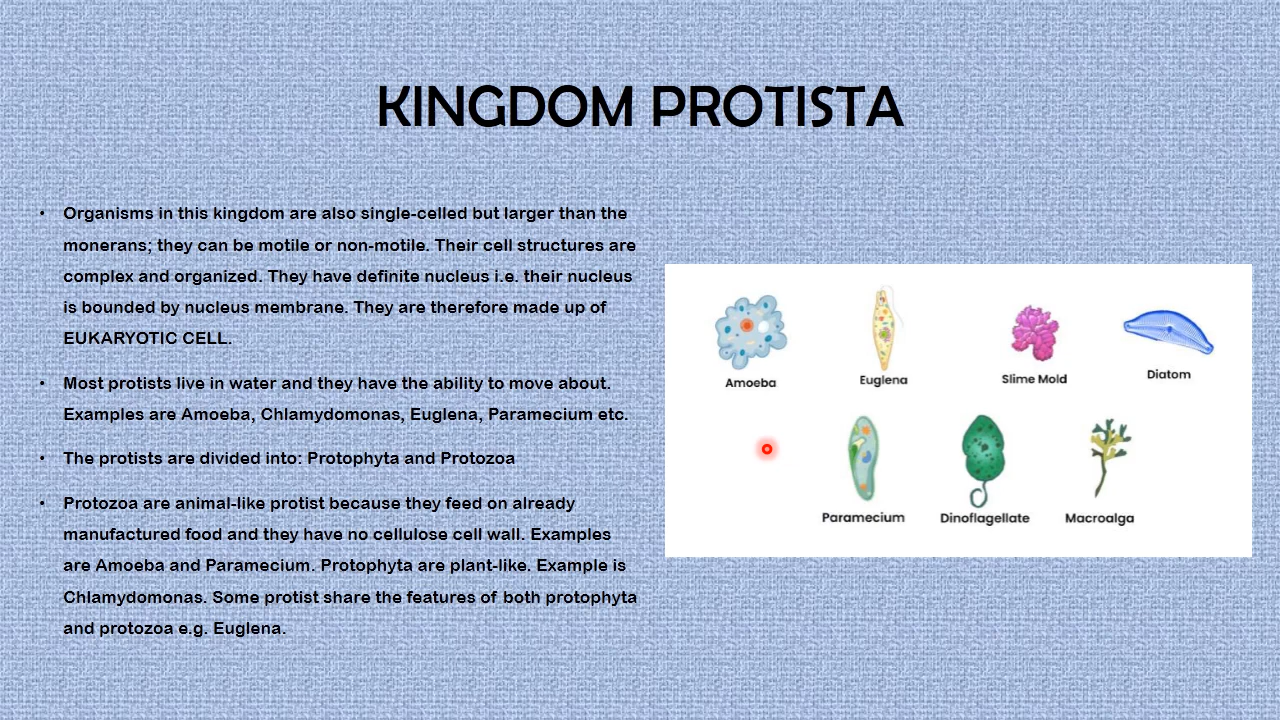 KINGDOM PROTISTA
• Organisms in this kingdom are also single-celled but larger than the
monerans; they can be motile or non-motile. Their cell structures are
complex and organized. They have definite nucleus i.e. their nucleus
is bounded by nucleus membrane. They are therefore made up of
EUKARYOTIC CELL.
• Most protists live in water and they have the ability to move about.
Examples are Amoeba, Chlamydomonas, Euglena, Paramecium etc.
• The protists are divided into: Protophyta and Protozoa
• Protozoa are animal-like protist because they feed on already
manufactured food and they have no cellulose cell wall. Examples
are Amoeba and Paramecium. Protophyta are plant-like. Example is
Chlamydomonas. Some protist share the features of both protophyta
and protozoa e.g. Euglena.
Amoeba Euglena Slime Mold Diatom
Paramecium Dinoflagellate Macroalga